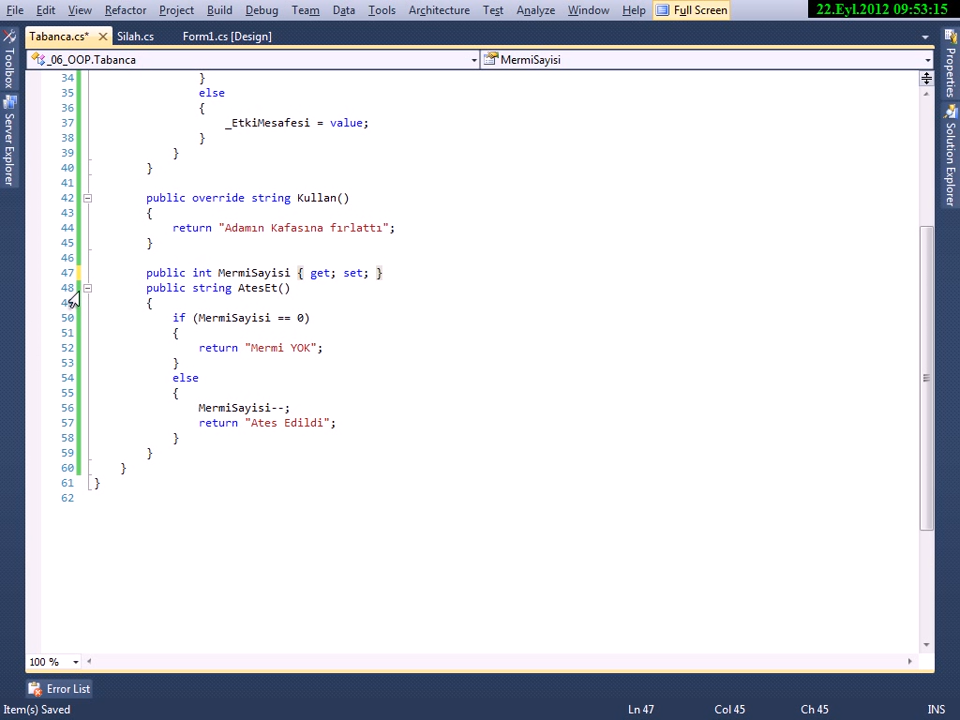 File Edit View Refactor Project Build Debug Team Data Tools Architecture Test Analyze Window Help Full Screen 22.Eyl.2012 09:53:15
Tabanca.cs* Silah.cs Form1.cs [Design]
_06_OOP.Tabanca MermiSayisi
Toolbox
Server Explorer
Properties
Solution Explorer
34 }
35 else
36 {
37 _EtkiMesafesi = value;
38 }
39 }
40 }
41
42 public override string Kullan()
43 {
44 return "Adamın Kafasına fırlattı";
45 }
46
47 public int MermiSayisi { get; set; }
48 public string AtesEt()
{
50 if (MermiSayisi == 0)
51 {
52 return "Mermi YOK";
53 }
54 else
55 {
56 MermiSayisi--;
57 return "Ates Edildi";
58 }
59 }
60 }
61 }
62
100 %
Error List
Item(s) Saved Ln 47 Col 45 Ch 45 INS